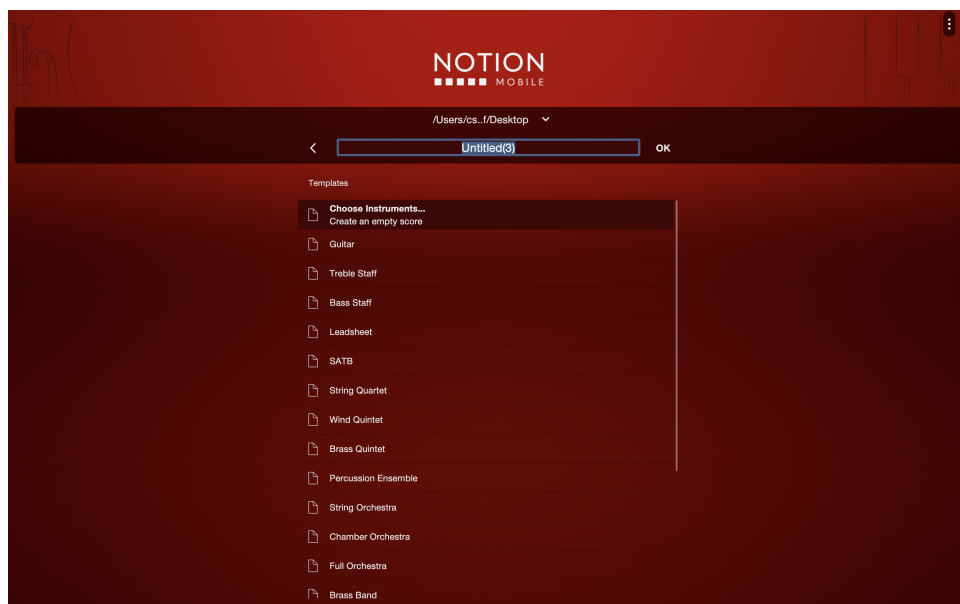 NOTION
MOBILE
/Users/cs..f/Desktop
Untitled(3)
OK
Templates
Choose Instruments...
Create an empty score
Guitar
Treble Staff
Bass Staff
Leadsheet
SATB
String Quartet
Wind Quintet
Brass Quintet
Percussion Ensemble
String Orchestra
Chamber Orchestra
Full Orchestra
Brass Band